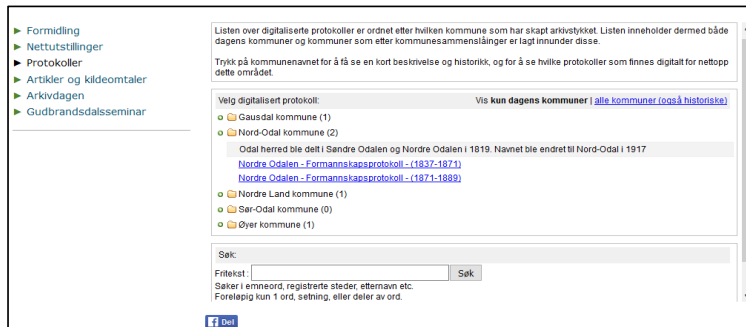 Formidling
Nettutstillinger
Protokoller
Artikler og kildeomtaler
Arkivdagen
Gudbrandsdalsseminar
Listen over digitaliserte protokoller er ordnet etter hvilken kommune som har skapt arkivstykket. Listen inneholder dermed både
dagens kommuner og kommuner som etter kommunesammenslåinger er lagt innunder disse.
Trykk på kommunenavnet for å få se en kort beskrivelse og historikk, og for å se hvilke protokoller som finnes digitalt for nettopp
dette området.
Velg digitalisert protokoll: Vis kun dagens kommuner | alle kommuner (også historiske)
Gausdal kommune (1)
Nord-Odal kommune (2)
Odal herred ble delt i Søndre Odalen og Nordre Odalen i 1819. Navnet ble endret til Nord-Odal i 1917
Nordre Odalen - Formannskapsprotokoll - (1837-1871)
Nordre Odalen - Formannskapsprotokoll - (1871-1889)
Nordre Land kommune (1)
Sør-Odal kommune (0)
Øyer kommune (1)
Søk:
Fritekst : Søk
Søker i emneord, registrerte steder, etternavn etc.
Foreløpig kun 1 ord, setning, eller deler av ord.
f Del